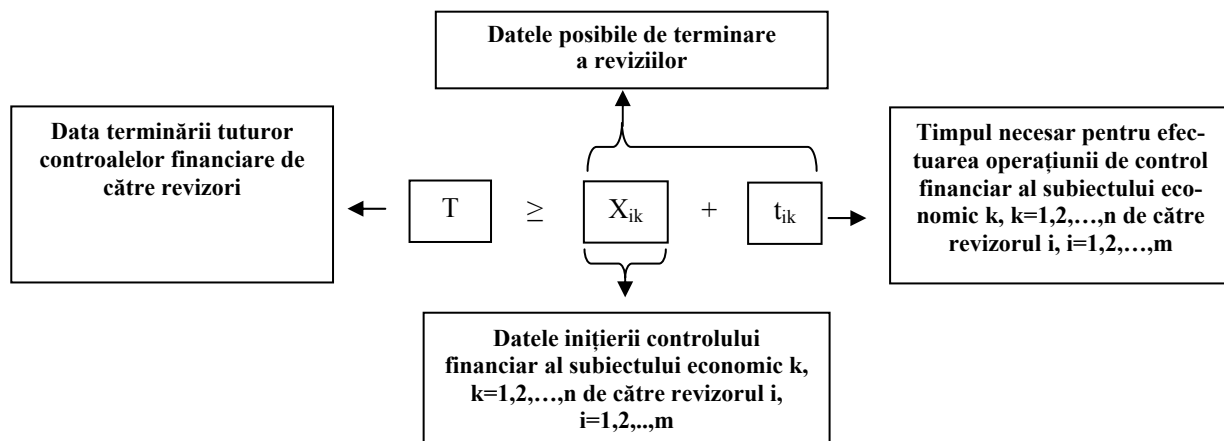 Datele posibile de terminare
a reviziilor
Data terminării tuturor
controalelor financiare de
către revizori
T ≥ Xik + tik
Timpul necesar pentru efec-
tuarea operațiunii de control
financiar al subiectului eco-
nomic k, k=1,2,…,n de către
revizorul i, i=1,2,…,m
Datele inițierii controlului
financiar al subiectului economic k,
k=1,2,…,n de către revizorul i,
i=1,2,..,m